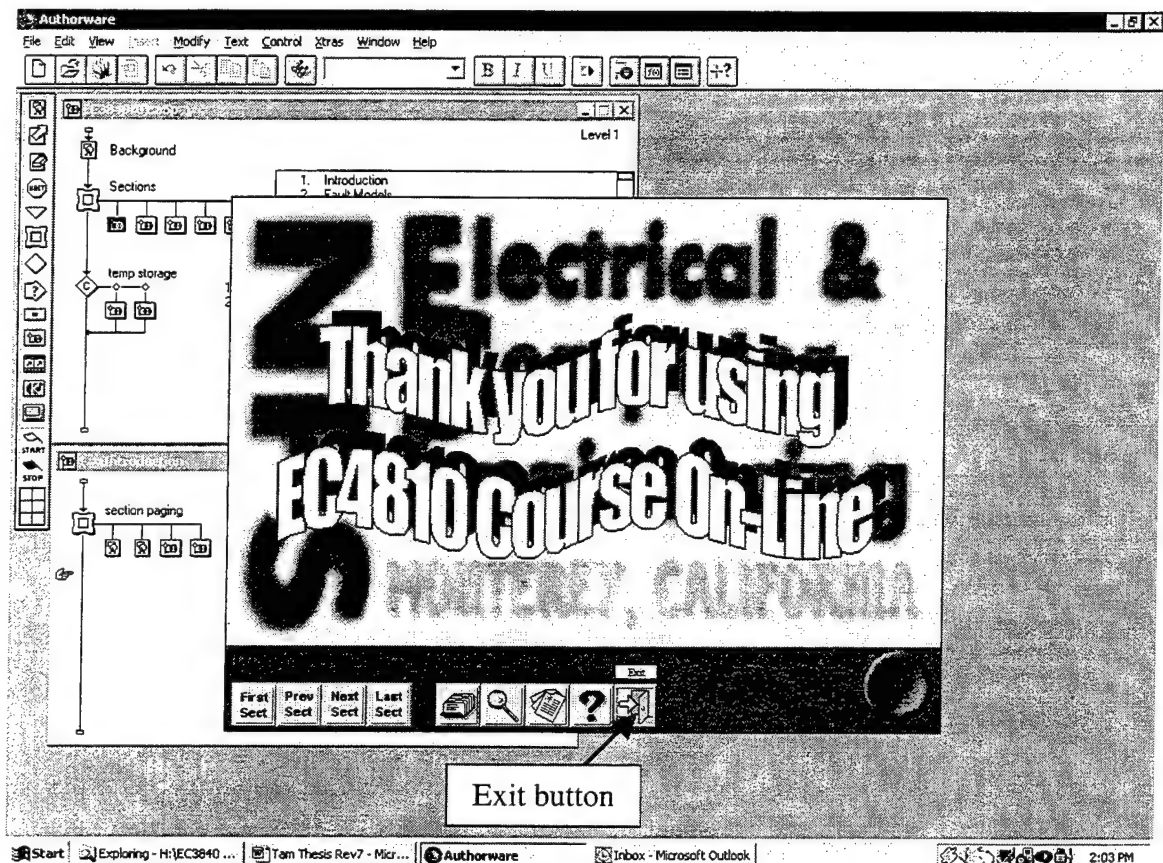 Authorware
File Edit View Insert Modify Text Control Xtras Window Help
B I U
Level 1
Background
Sections
1. Introduction
2. Fault Models
temp storage
START
STOP
section paging
Electrical &
Thank you for using
EC4810 Course On-Line
MONTEREY, CALIFORNIA
Exit
First Sect
Prev Sect
Next Sect
Last Sect
Exit button
Start Exploring - H:\EC3840 ... Tam Thesis Rev7 - Micr... Authorware Inbox - Microsoft Outlook 2:03 PM